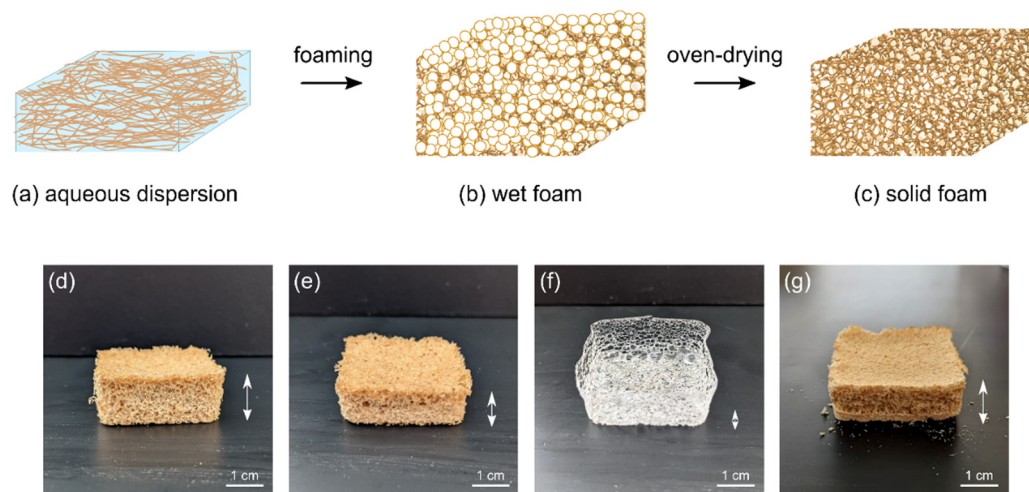 foaming
oven-drying
(a) aqueous dispersion
(b) wet foam
(c) solid foam
(d)
(e)
(f)
(g)
1 cm
1 cm
1 cm
1 cm